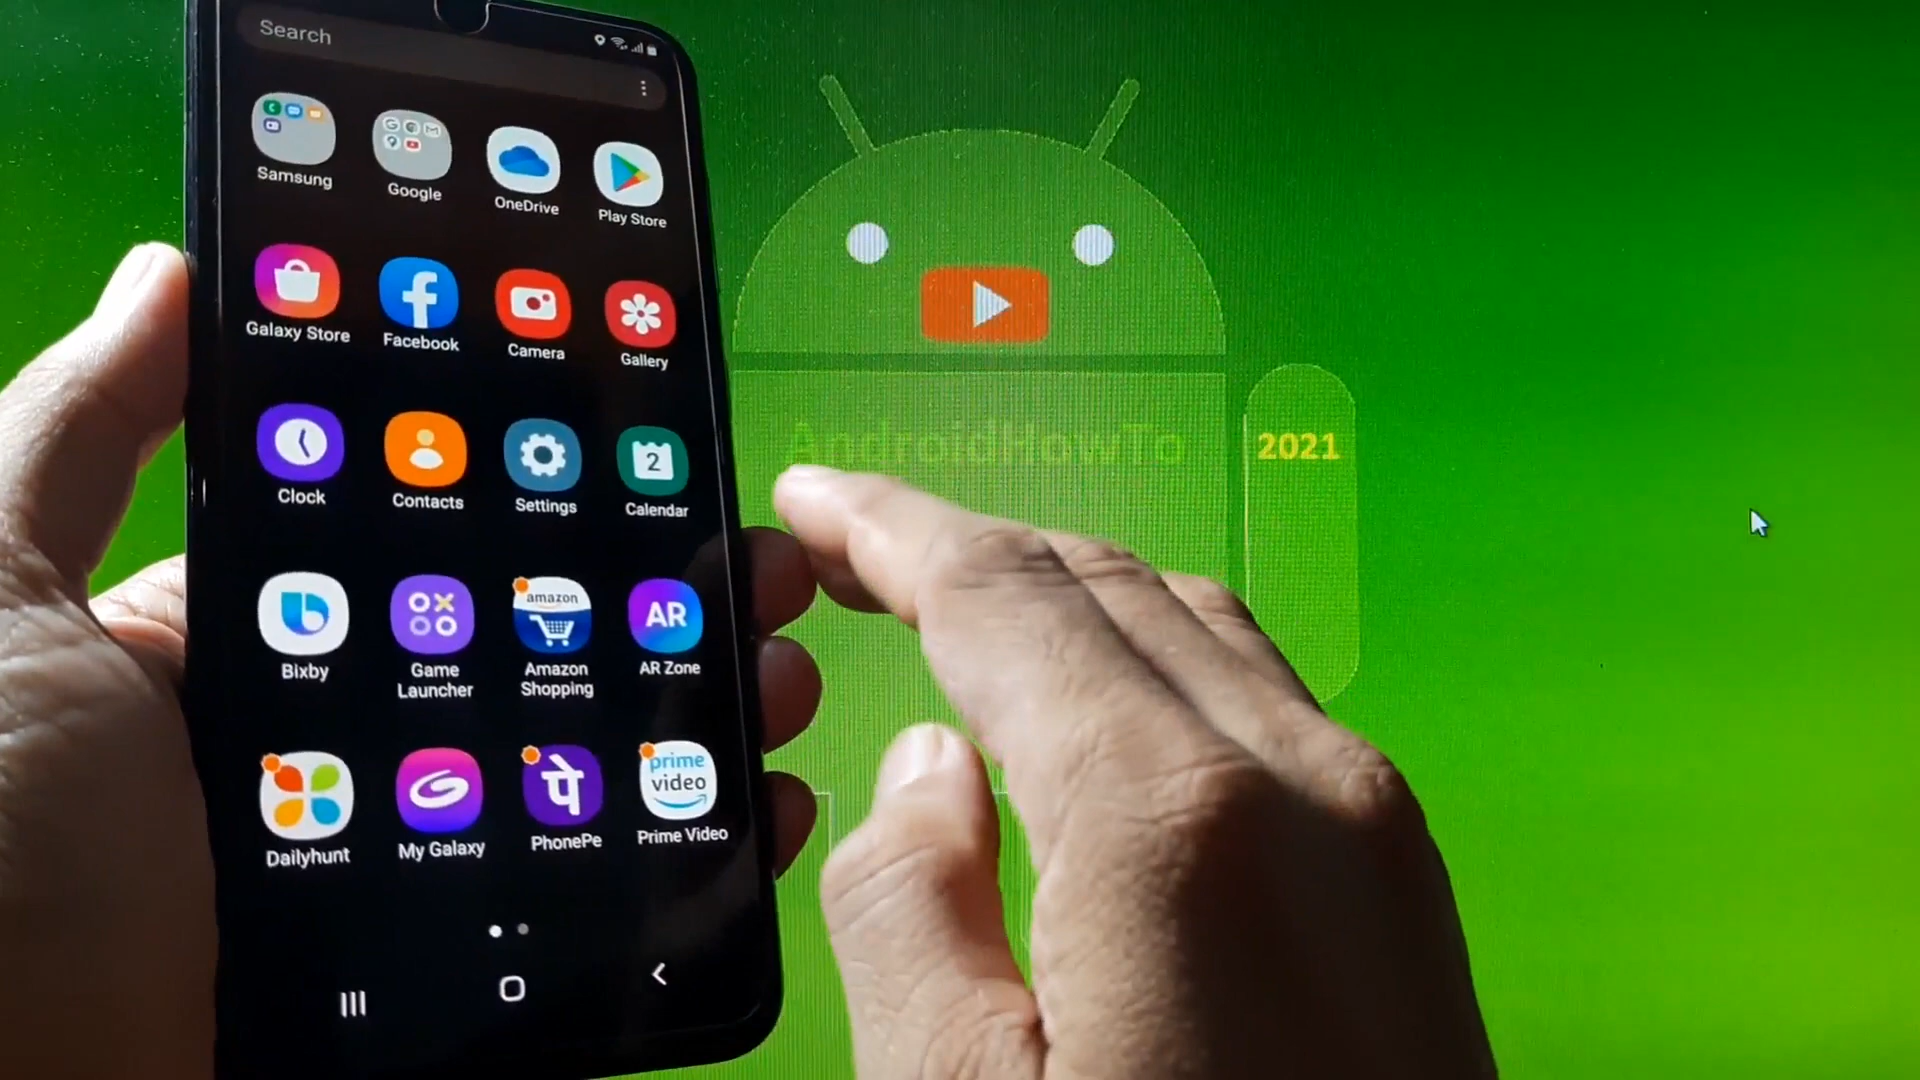 Search
Samsung
Google
OneDrive
Play Store
Galaxy Store
Facebook
Camera
Gallery
Clock
Contacts
Settings
2
Calendar
Bixby
Game
Launcher
amazon
Amazon
Shopping
AR
AR Zone
Dailyhunt
My Galaxy
पे
PhonePe
prime
video
Prime Video
AndroidHowTo
2021